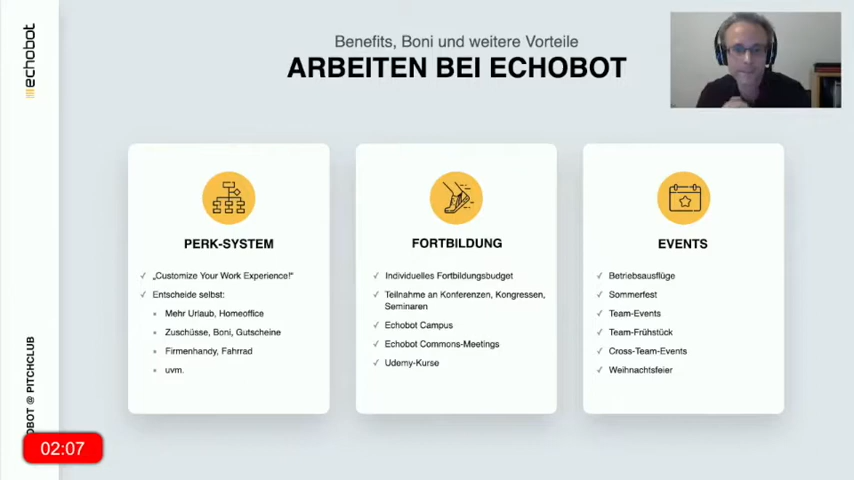 echobot
Benefits, Boni und weitere Vorteile
ARBEITEN BEI ECHOBOT
PERK-SYSTEM
✓ „Customize Your Work Experience!“
✓ Entscheide selbst:
• Mehr Urlaub, Homeoffice
• Zuschüsse, Boni, Gutscheine
• Firmenhandy, Fahrrad
• uvm.
FORTBILDUNG
✓ Individuelles Fortbildungsbudget
✓ Teilnahme an Konferenzen, Kongressen,
Seminaren
✓ Echobot Campus
✓ Echobot Commons-Meetings
✓ Udemy-Kurse
EVENTS
✓ Betriebsausflüge
✓ Sommerfest
✓ Team-Events
✓ Team-Frühstück
✓ Cross-Team-Events
✓ Weihnachtsfeier
OBOT @ PITCHCLUB
02:07